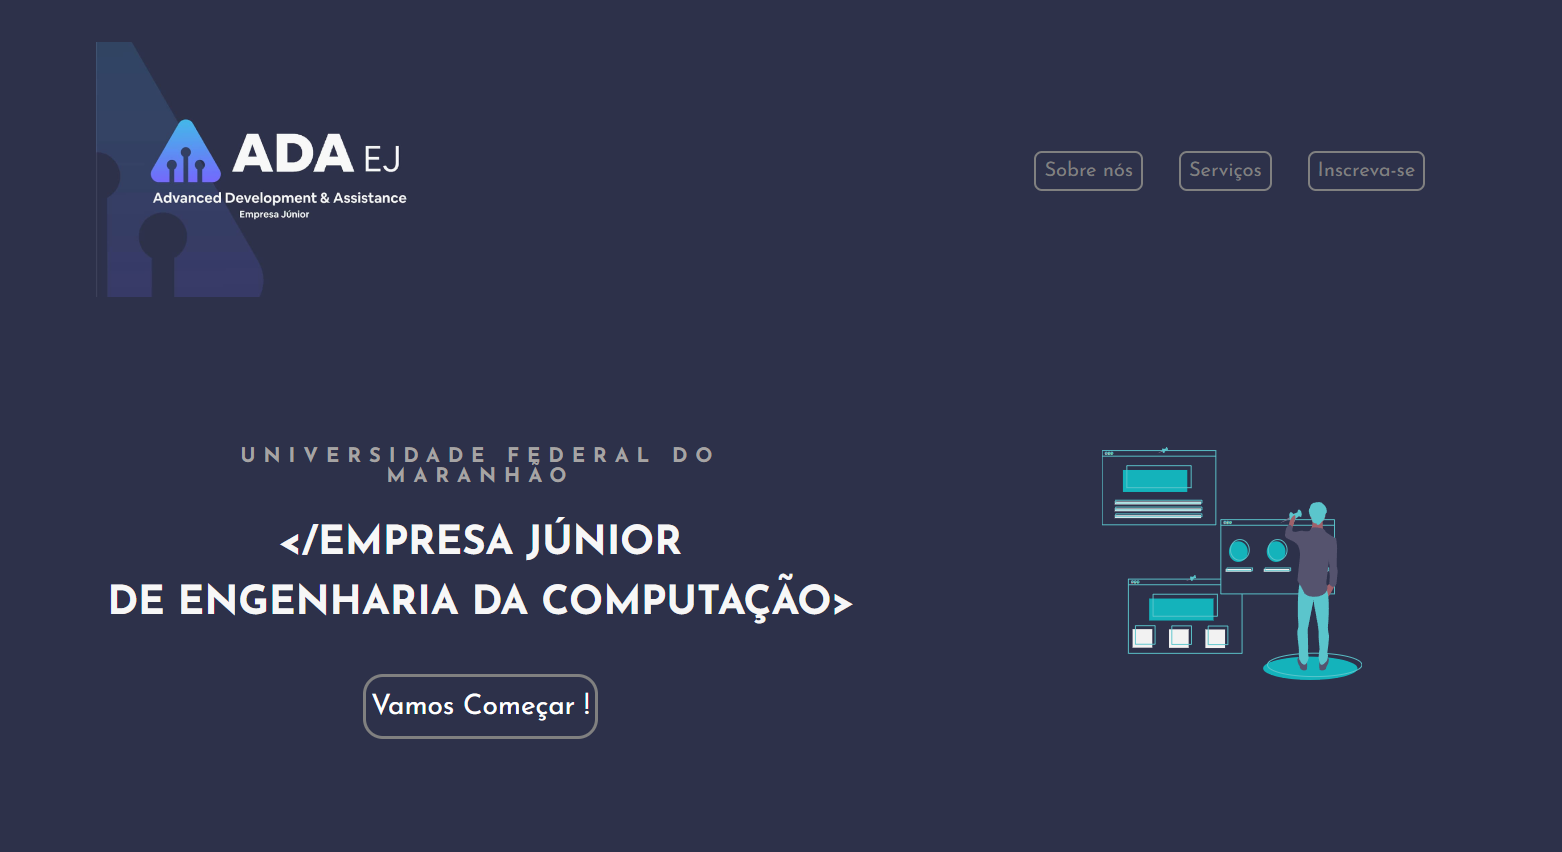 ADA EJ
Advanced Development & Assistance
Empresa Júnior
Sobre nós
Serviços
Inscreva-se
UNIVERSIDADE FEDERAL DO
MARANHÃO
</EMPRESA JÚNIOR
DE ENGENHARIA DA COMPUTAÇÃO>
Vamos Começar !